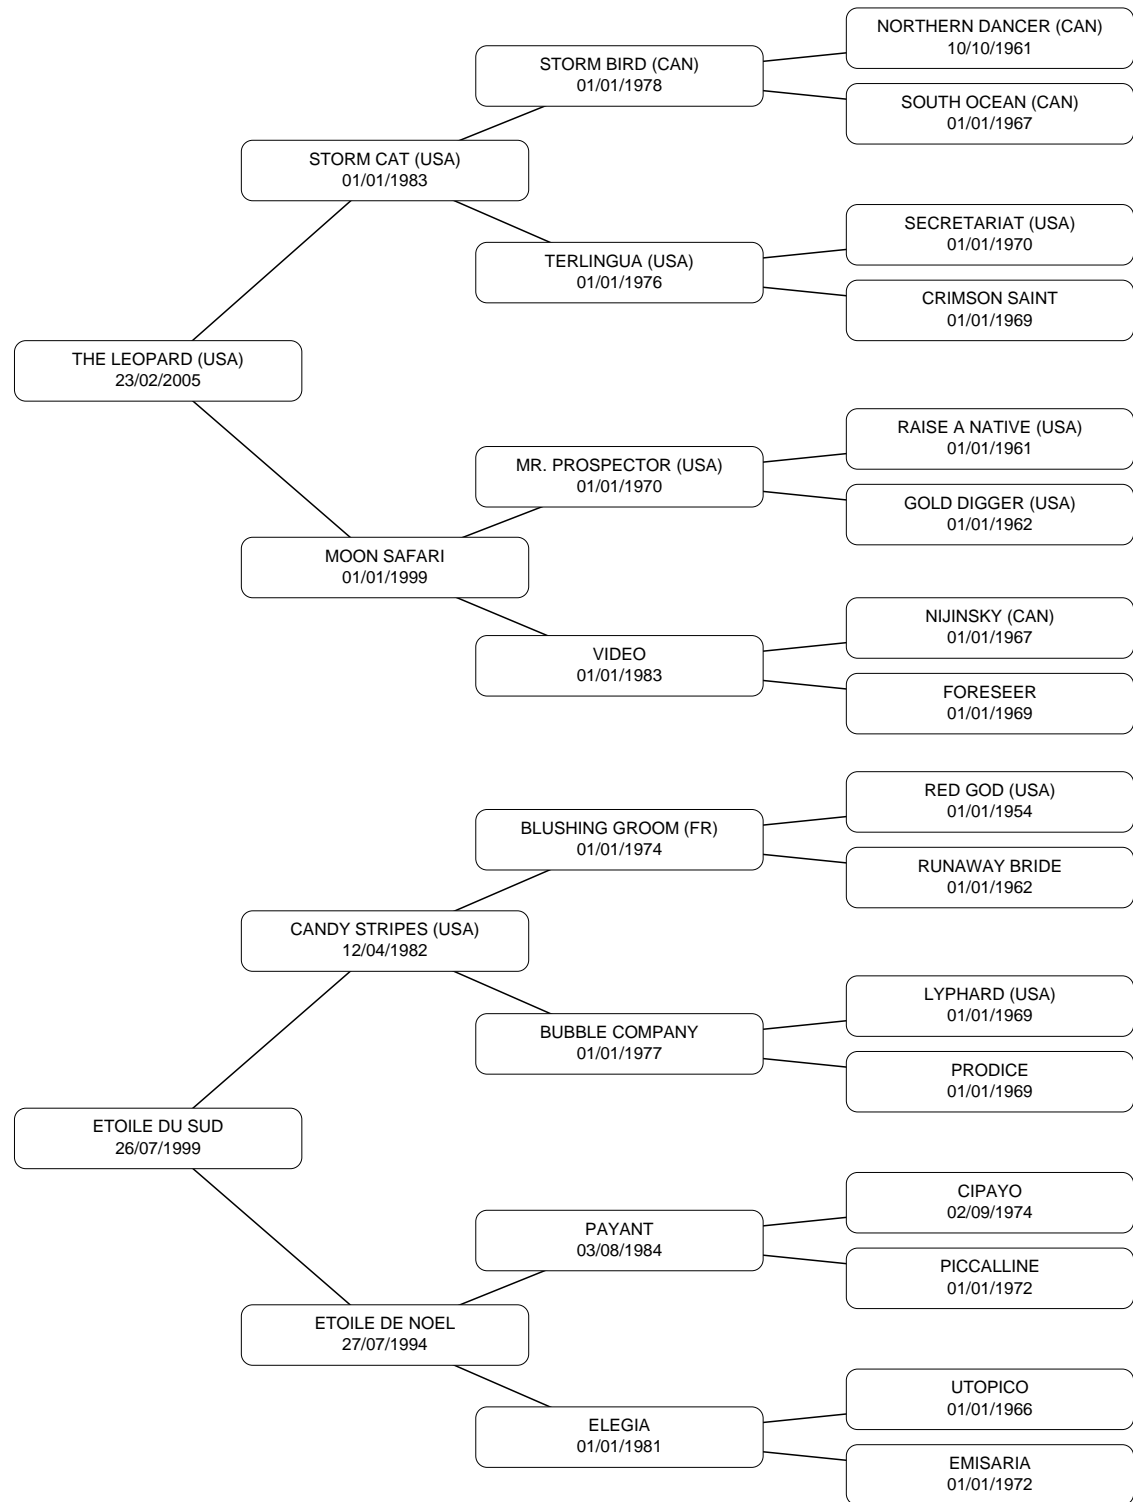 NORTHERN DANCER (CAN)
10/10/1961
STORM BIRD (CAN)
01/01/1978
SOUTH OCEAN (CAN)
01/01/1967
STORM CAT (USA)
01/01/1983
SECRETARIAT (USA)
01/01/1970
TERLINGUA (USA)
01/01/1976
CRIMSON SAINT
01/01/1969
THE LEOPARD (USA)
23/02/2005
RAISE A NATIVE (USA)
01/01/1961
MR. PROSPECTOR (USA)
01/01/1970
GOLD DIGGER (USA)
01/01/1962
MOON SAFARI
01/01/1999
NIJINSKY (CAN)
01/01/1967
VIDEO
01/01/1983
FORESEER
01/01/1969
RED GOD (USA)
01/01/1954
BLUSHING GROOM (FR)
01/01/1974
RUNAWAY BRIDE
01/01/1962
CANDY STRIPES (USA)
12/04/1982
LYPHARD (USA)
01/01/1969
BUBBLE COMPANY
01/01/1977
PRODICE
01/01/1969
ETOILE DU SUD
26/07/1999
CIPAYO
02/09/1974
PAYANT
03/08/1984
PICCALLINE
01/01/1972
ETOILE DE NOEL
27/07/1994
UTOPICO
01/01/1966
ELEGIA
01/01/1981
EMISARIA
01/01/1972